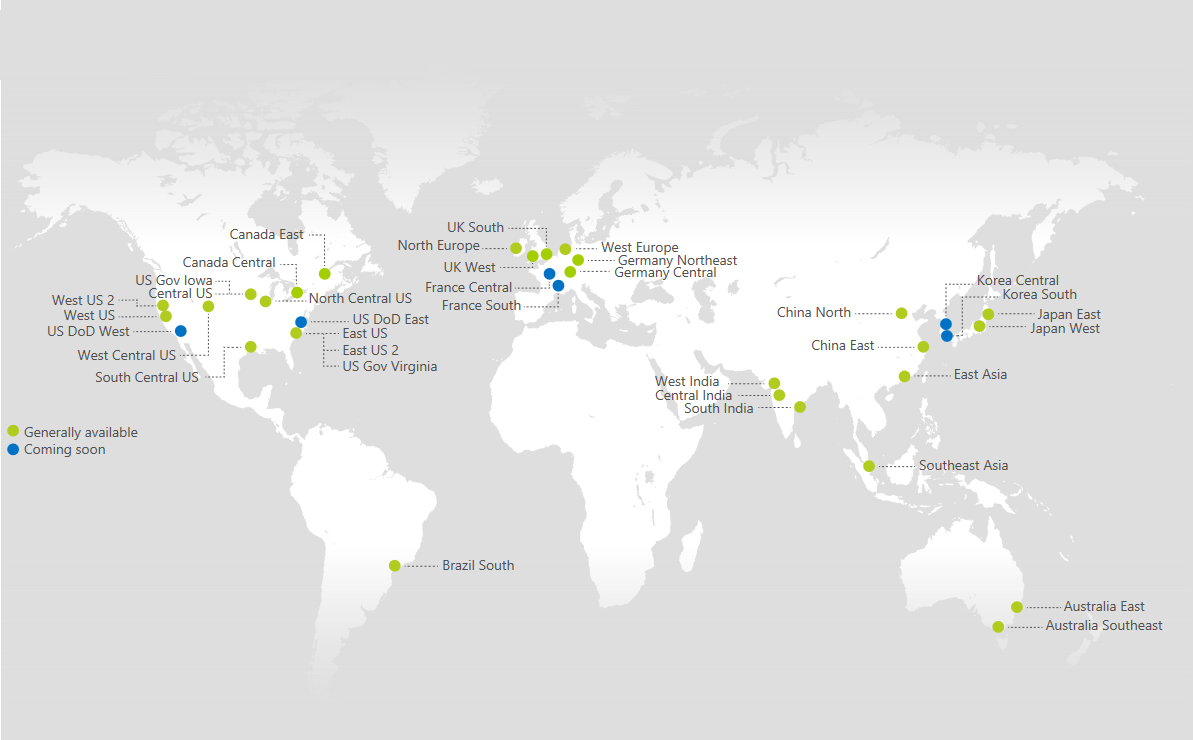 UK South
Canada East
North Europe
West Europe
Germany Northeast
Canada Central
UK West
Germany Central
US Gov Iowa
Central US
France Central
Korea Central
Korea South
West US 2
North Central US
France South
West US
China North
Japan East
US DoD West
US DoD East
Japan West
East US
China East
West Central US
East US 2
US Gov Virginia
South Central US
East Asia
West India
Central India
South India
Generally available
Coming soon
Southeast Asia
Brazil South
Australia East
Australia Southeast